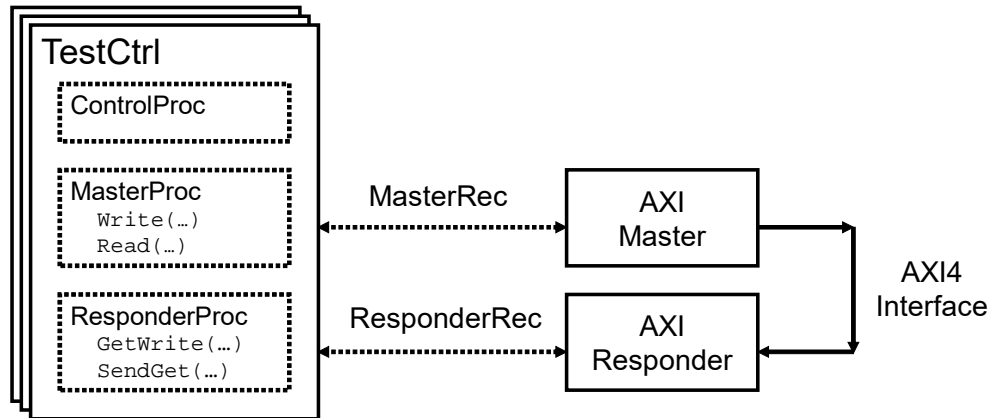 TestCtrl
ControlProc
MasterProc
Write(…)
Read(…)
ResponderProc
GetWrite(…)
SendGet(…)
MasterRec
ResponderRec
AXI
Master
AXI
Responder
AXI4
Interface